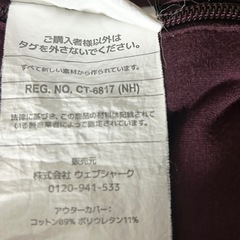 ご購入者様以外は
タグを外さないでください
すべて新しい素材から作られています。
REG. NO. CT-6817 (NH)
販売元
株式会社 ウェブシャーク
0120-941-533
アウターカバー:
コットン89% ポリウレタン11%